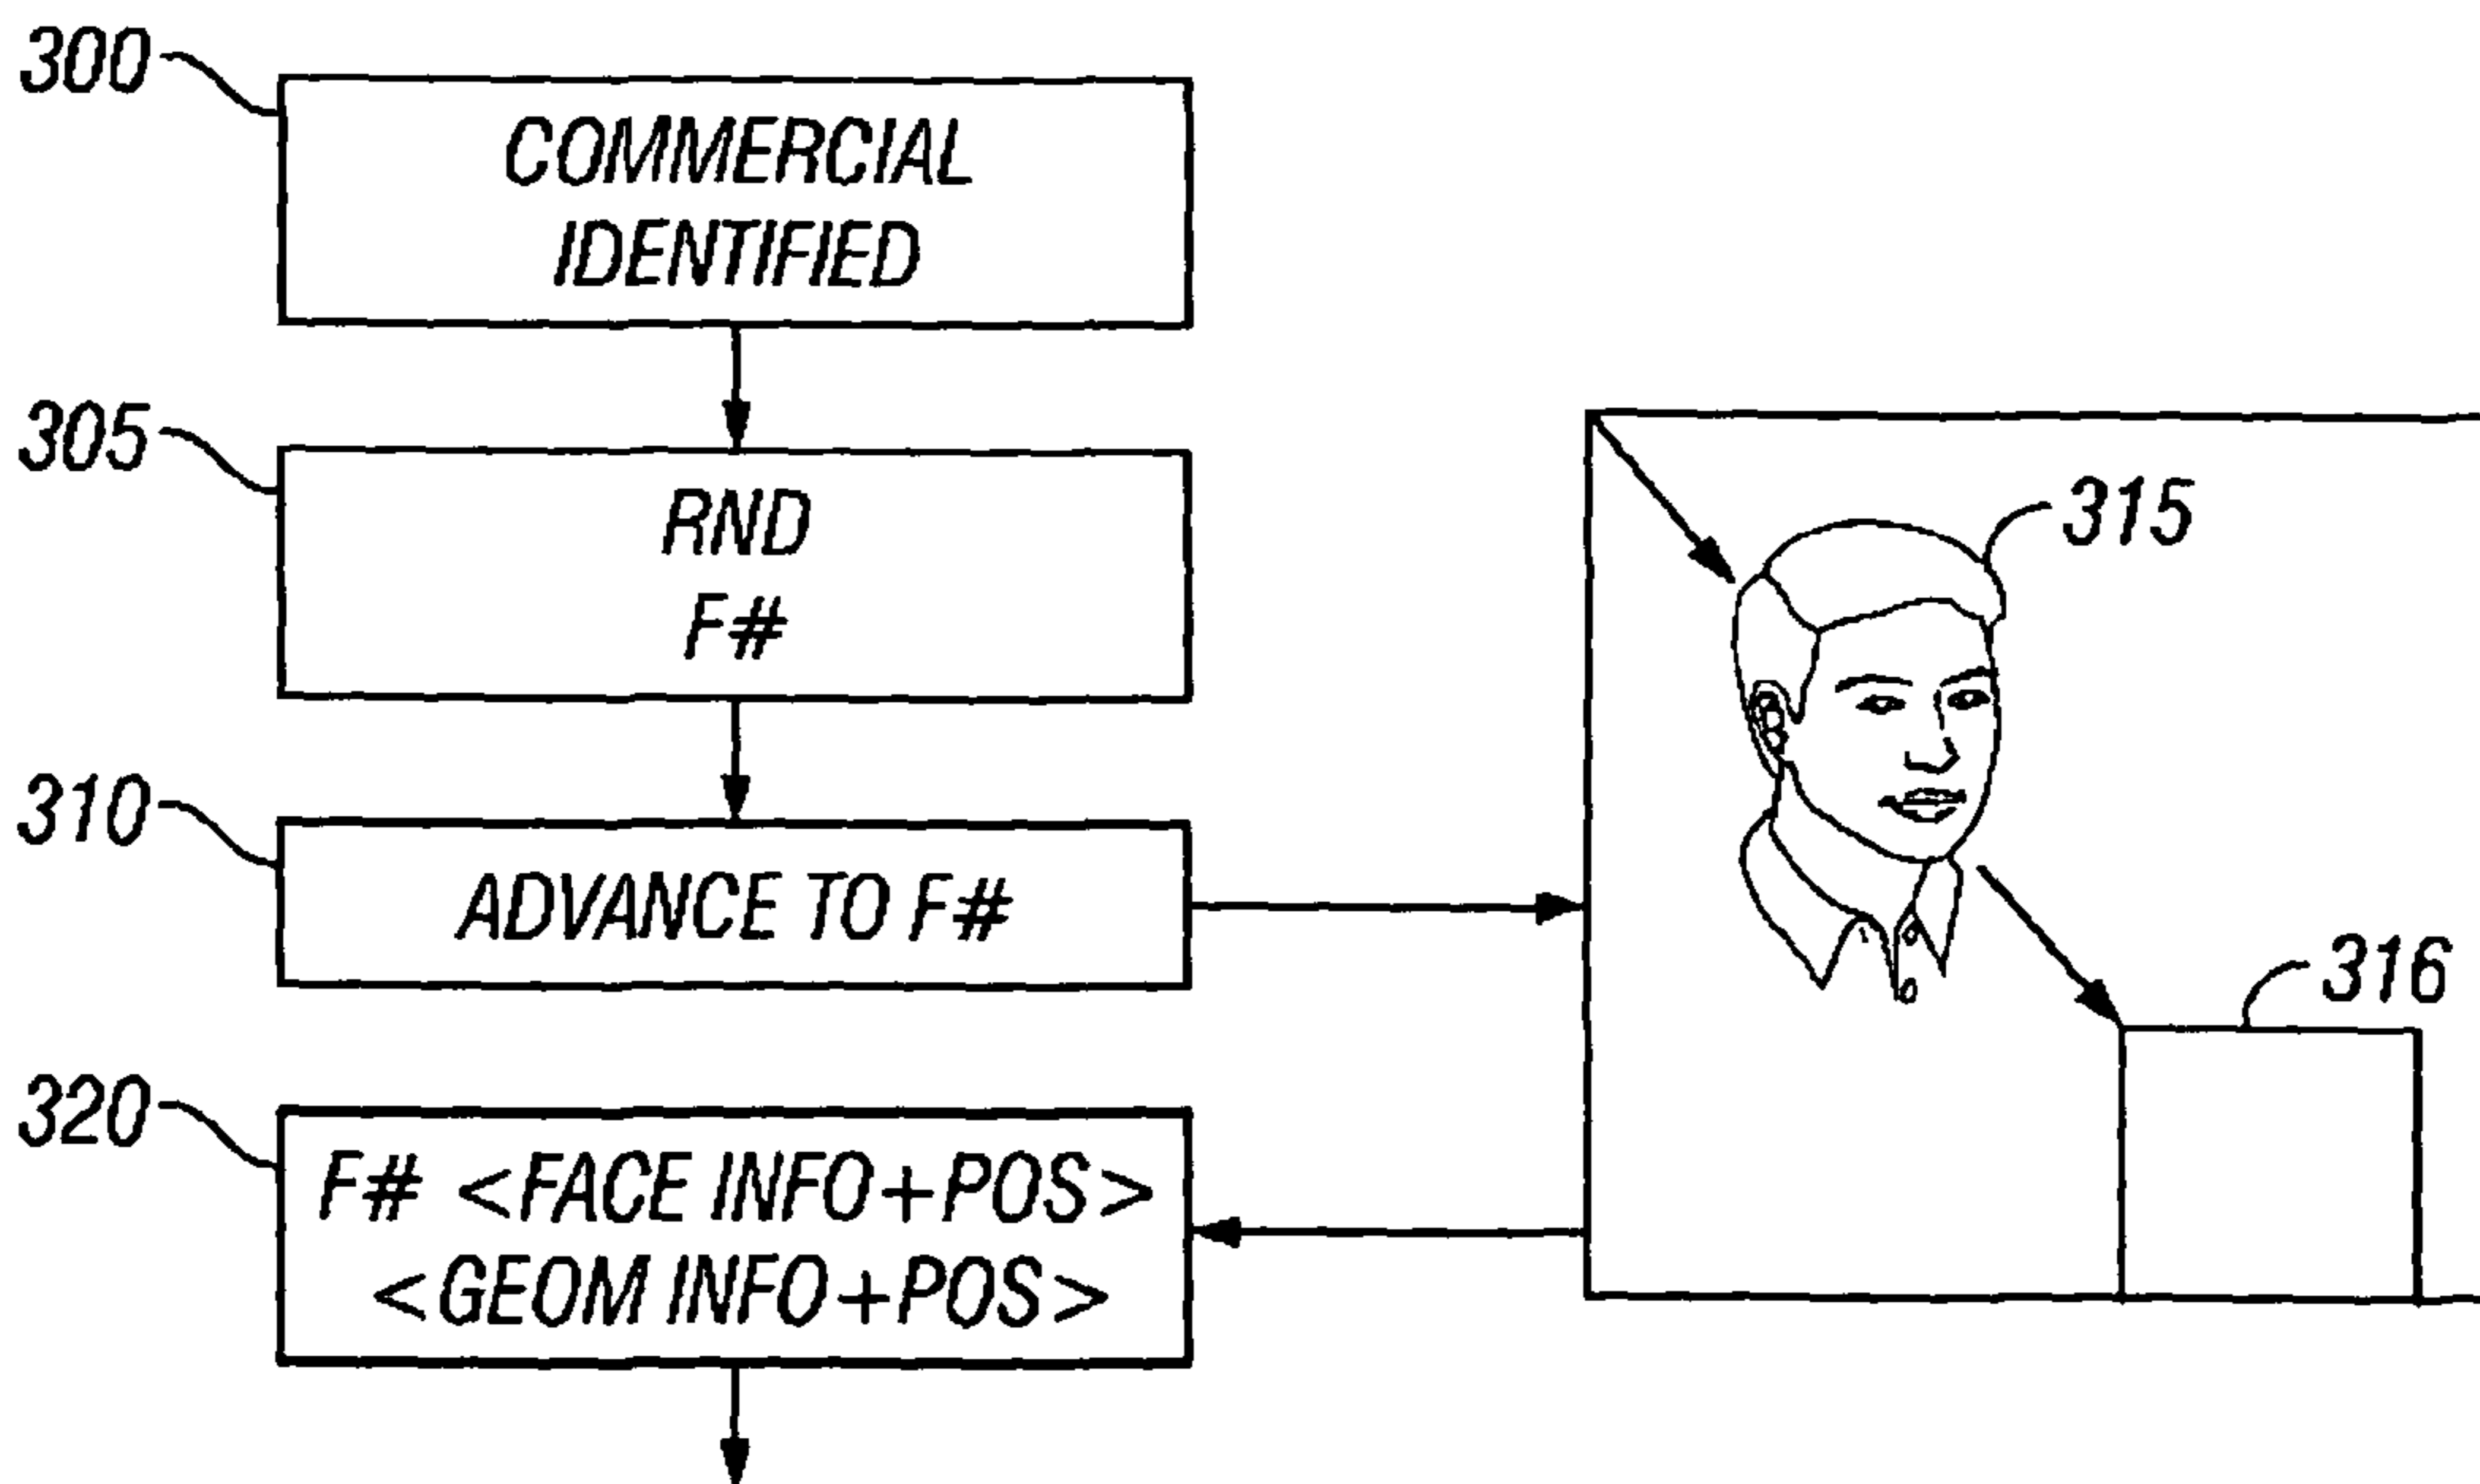 300
COMMERCIAL
IDENTIFIED
305
RND
F#
310
ADVANCE TO F#
315
316
320
F# <FACE INFO+POS>
<GEOM INFO+POS>